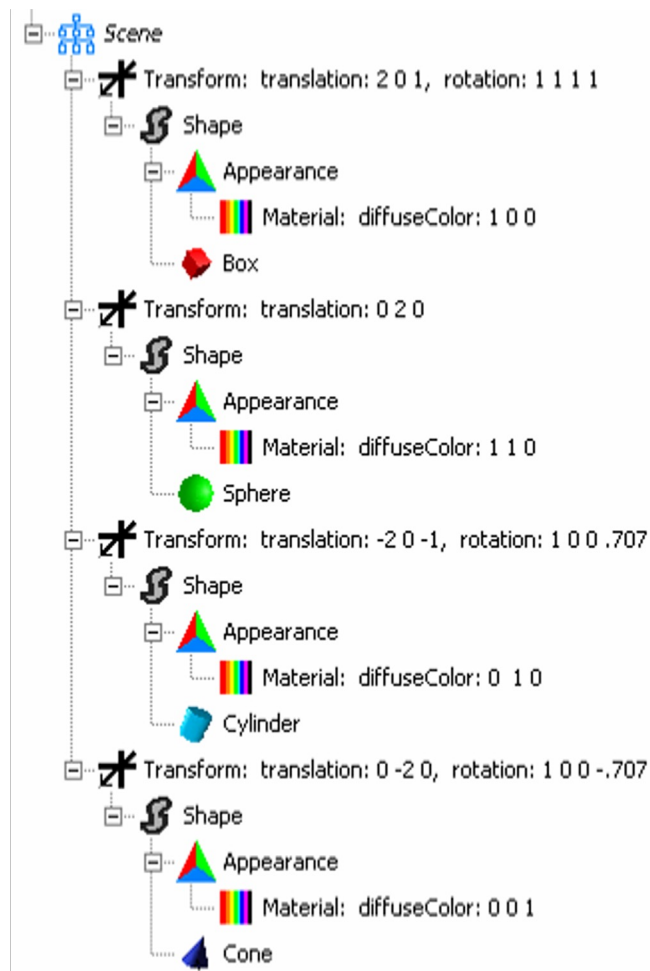 Scene
Transform: translation: 2 0 1, rotation: 1 1 1 1
Shape
Appearance
Material: diffuseColor: 1 0 0
Box
Transform: translation: 0 2 0
Shape
Appearance
Material: diffuseColor: 1 1 0
Sphere
Transform: translation: -2 0 -1, rotation: 1 0 0 .707
Shape
Appearance
Material: diffuseColor: 0 1 0
Cylinder
Transform: translation: 0 -2 0, rotation: 1 0 0 -.707
Shape
Appearance
Material: diffuseColor: 0 0 1
Cone